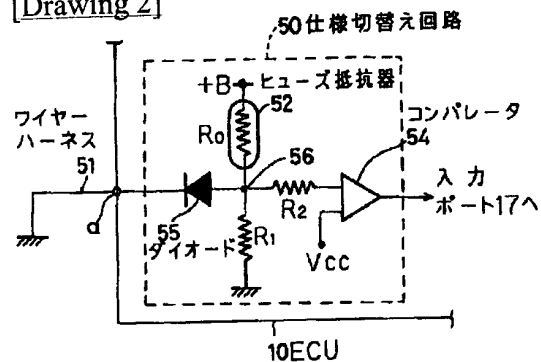 [Drawing 2]
50仕様切替え回路
+B
ヒューズ抵抗器
52
ワイヤー
ハーネス
51
R0
コンパレータ
54
56
入力
ポート17へ
a
55
ダイオード
R1
R2
Vcc
10ECU